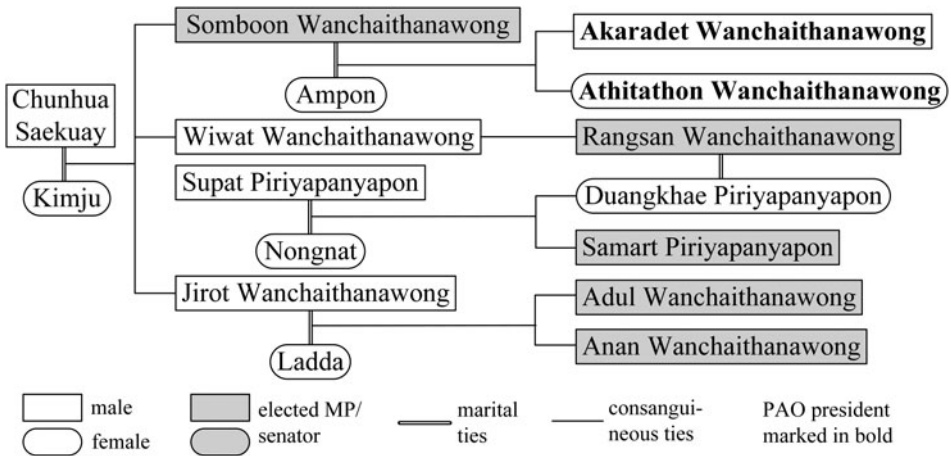 Somboon Wanchaithanawong
Ampon
Akaradet Wanchaithanawong
Athitathon Wanchaithanawong
Chunhua
Saekuay
Kimju
Wiwat Wanchaithanawong
Rangsan Wanchaithanawong
Supat Piriyapanyapon
Nongnat
Duangkhae Piriyapanyapon
Samart Piriyapanyapon
Jirot Wanchaithanawong
Ladda
Adul Wanchaithanawong
Anan Wanchaithanawong
male
female
elected MP/
senator
marital
ties
consangui-
neous ties
PAO president
marked in bold